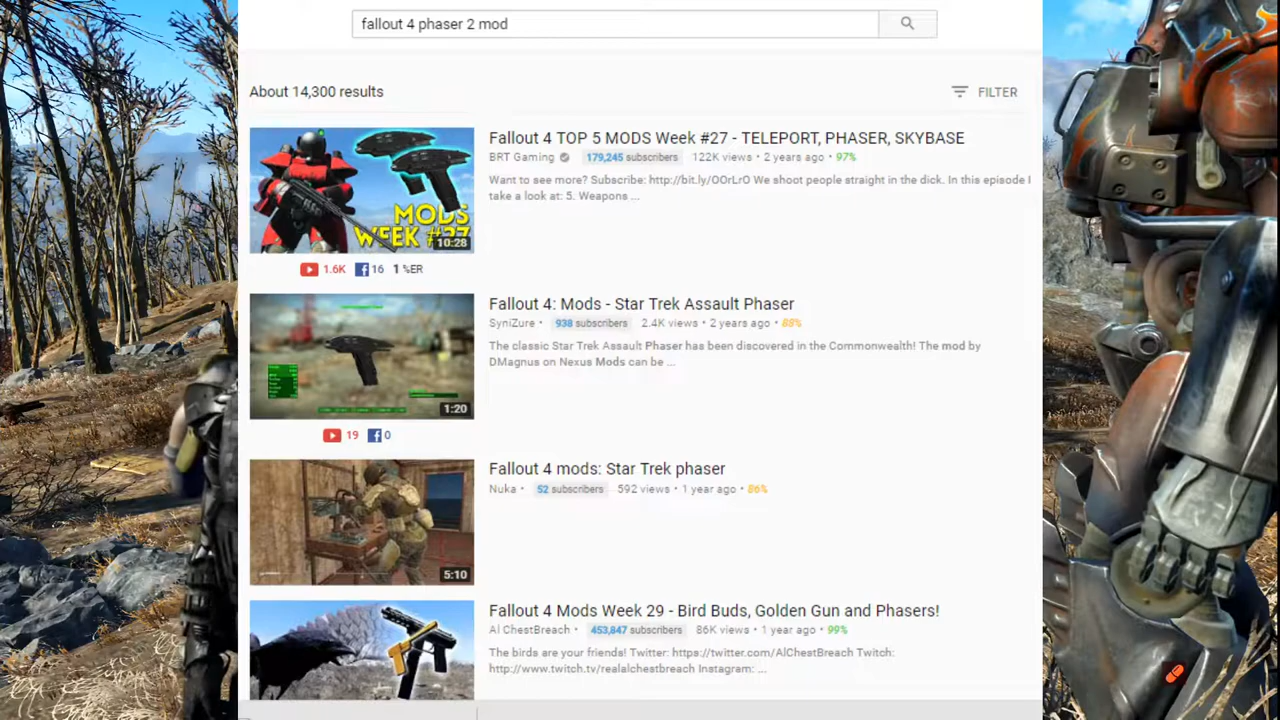 fallout 4 phaser 2 mod
About 14,300 results
FILTER
Fallout 4 TOP 5 MODS Week #27 - TELEPORT, PHASER, SKYBASE
BRT Gaming 179,245 subscribers 122K views • 2 years ago • 97%
Want to see more? Subscribe: http://bit.ly/OOrLrO We shoot people straight in the dick. In this episode I
take a look at: 5. Weapons ...
MODS
WEEK #27
10:28
1.6K 16 1 %ER
Fallout 4: Mods - Star Trek Assault Phaser
SyniZure • 938 subscribers 2.4K views • 2 years ago • 88%
The classic Star Trek Assault Phaser has been discovered in the Commonwealth! The mod by
DMagnus on Nexus Mods can be ...
1:20
19 0
Fallout 4 mods: Star Trek phaser
Nuka • 52 subscribers 592 views • 1 year ago • 86%
5:10
Fallout 4 Mods Week 29 - Bird Buds, Golden Gun and Phasers!
Al ChestBreach • 453,847 subscribers 86K views • 1 year ago • 99%
The birds are your friends! Twitter: https://twitter.com/AlChestBreach Twitch:
http://www.twitch.tv/realalchestbreach Instagram: ...